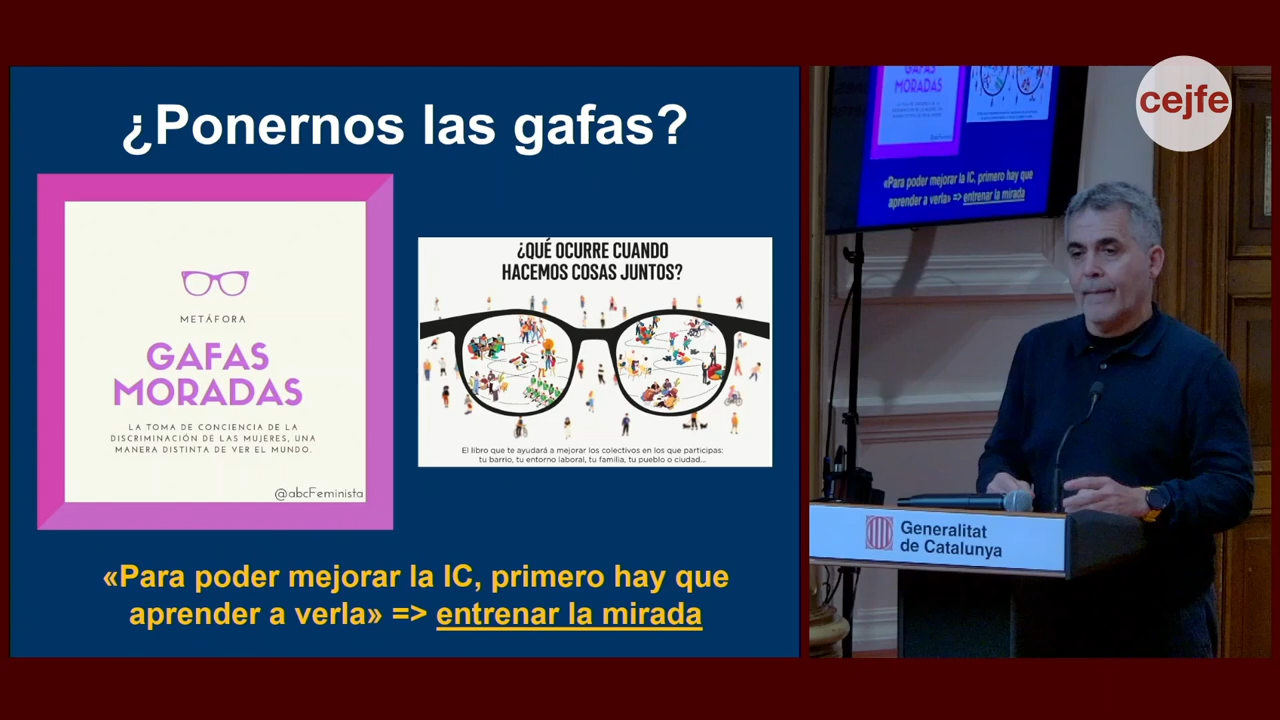 ¿Ponernos las gafas?
METÁFORA
GAFAS
MORADAS
LA TOMA DE CONCIENCIA DE LA
DISCRIMINACIÓN DE LAS MUJERES, UNA
MANERA DISTINTA DE VER EL MUNDO.
@abcFeminista
¿QUÉ OCURRE CUANDO
HACEMOS COSAS JUNTOS?
El libro que te ayudará a mejorar los colectivos en los que participas:
tu barrio, tu entorno laboral, tu familia, tu pueblo o ciudad...
«Para poder mejorar la IC, primero hay que
aprender a verla» => entrenar la mirada
cejfe
GAFAS
MORADAS
«Para poder mejorar la IC, primero hay que
aprender a verla» => entrenar la mirada
Generalitat
de Catalunya